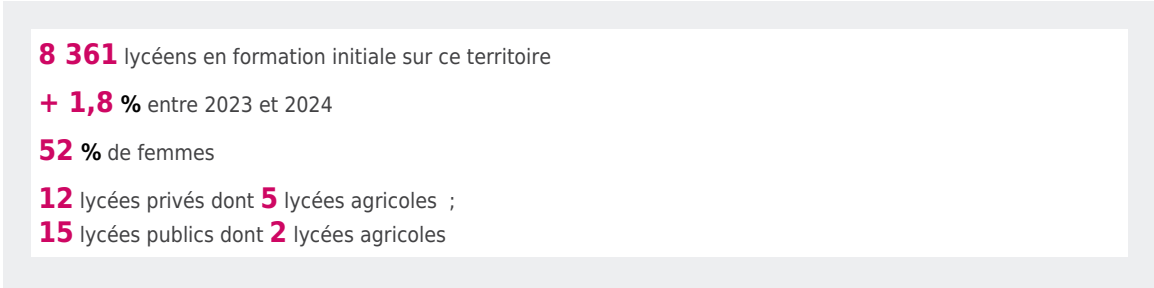 8 361 lycéens en formation initiale sur ce territoire
+ 1,8 % entre 2023 et 2024
52 % de femmes
12 lycées privés dont 5 lycées agricoles  ;
15 lycées publics dont 2 lycées agricoles